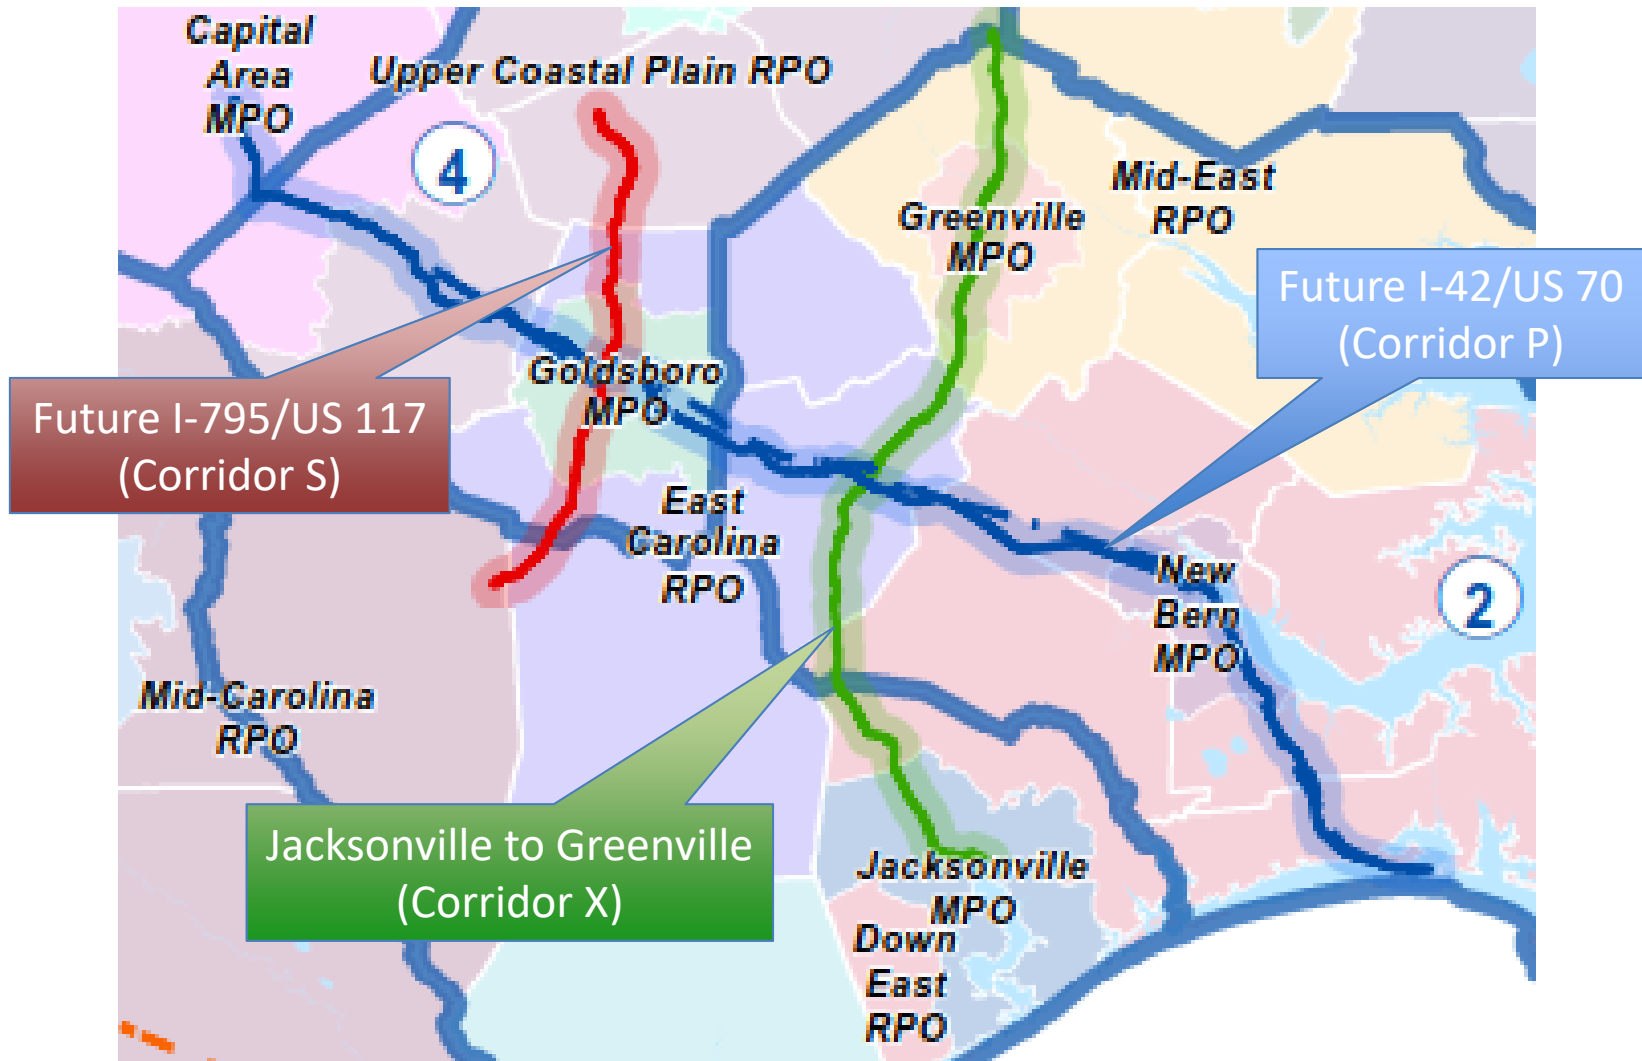 Capital
Area
MPO
Upper Coastal Plain RPO
4
Mid-East
RPO
Greenville
MPO
Future I-42/US 70
(Corridor P)
Goldsboro
MPO
Future I-795/US 117
(Corridor S)
East
Carolina
RPO
New
Bern
MPO
2
Mid-Carolina
RPO
Jacksonville to Greenville
(Corridor X)
Jacksonville
MPO
Down
East
RPO